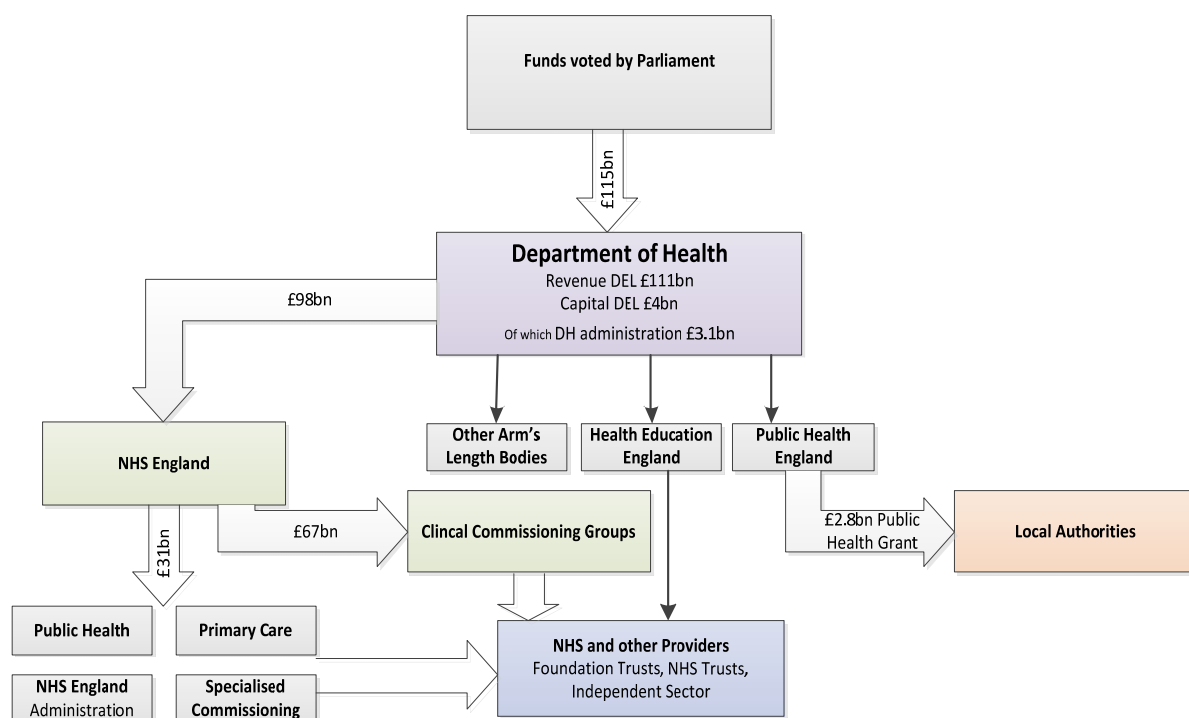 Funds voted by Parliament
£115bn
Department of Health
Revenue DEL £111bn
Capital DEL £4bn
Of which DH administration £3.1bn
£98bn
Other Arm's
Length Bodies
Health Education
England
Public Health
England
NHS England
£67bn
Clincal Commissioning Groups
£2.8bn Public
Health Grant
Local Authorities
£31bn
Public Health
Primary Care
NHS England
Administration
Specialised
Commissioning
NHS and other Providers
Foundation Trusts, NHS Trusts,
Independent Sector